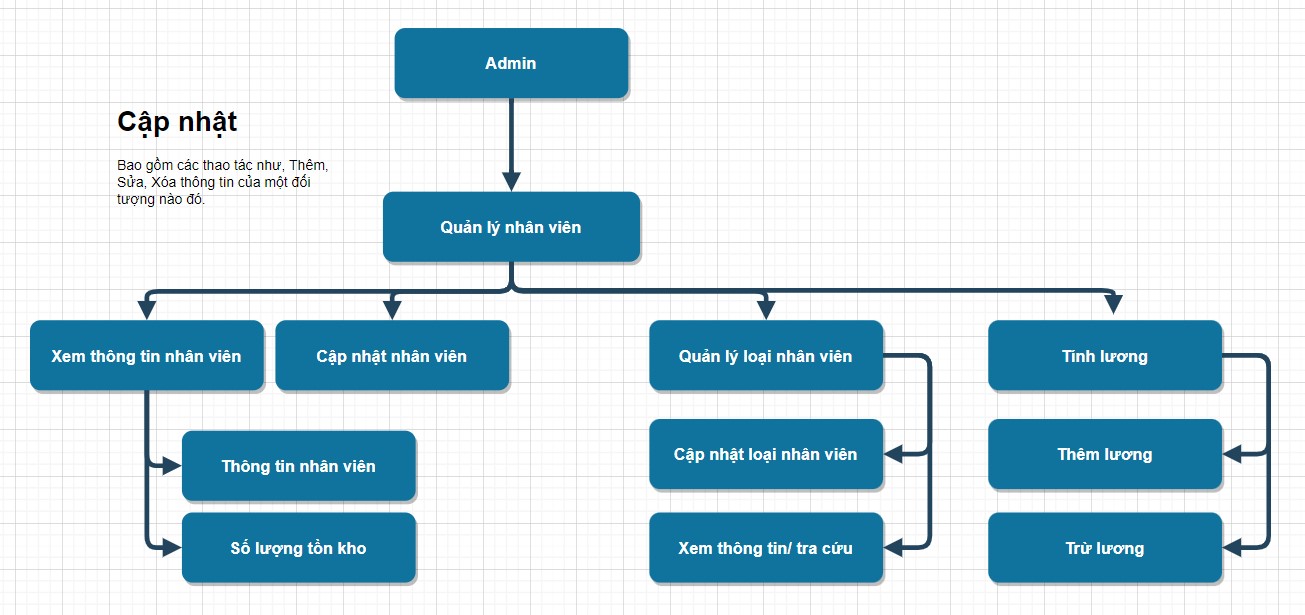 Admin
Cập nhật
Bao gồm các thao tác như, Thêm,
Sửa, Xóa thông tin của một đối
tượng nào đó.
Quản lý nhân viên
Xem thông tin nhân viên
Cập nhật nhân viên
Quản lý loại nhân viên
Tính lương
Thông tin nhân viên
Số lượng tồn kho
Cập nhật loại nhân viên
Xem thông tin/ tra cứu
Thêm lương
Trừ lương